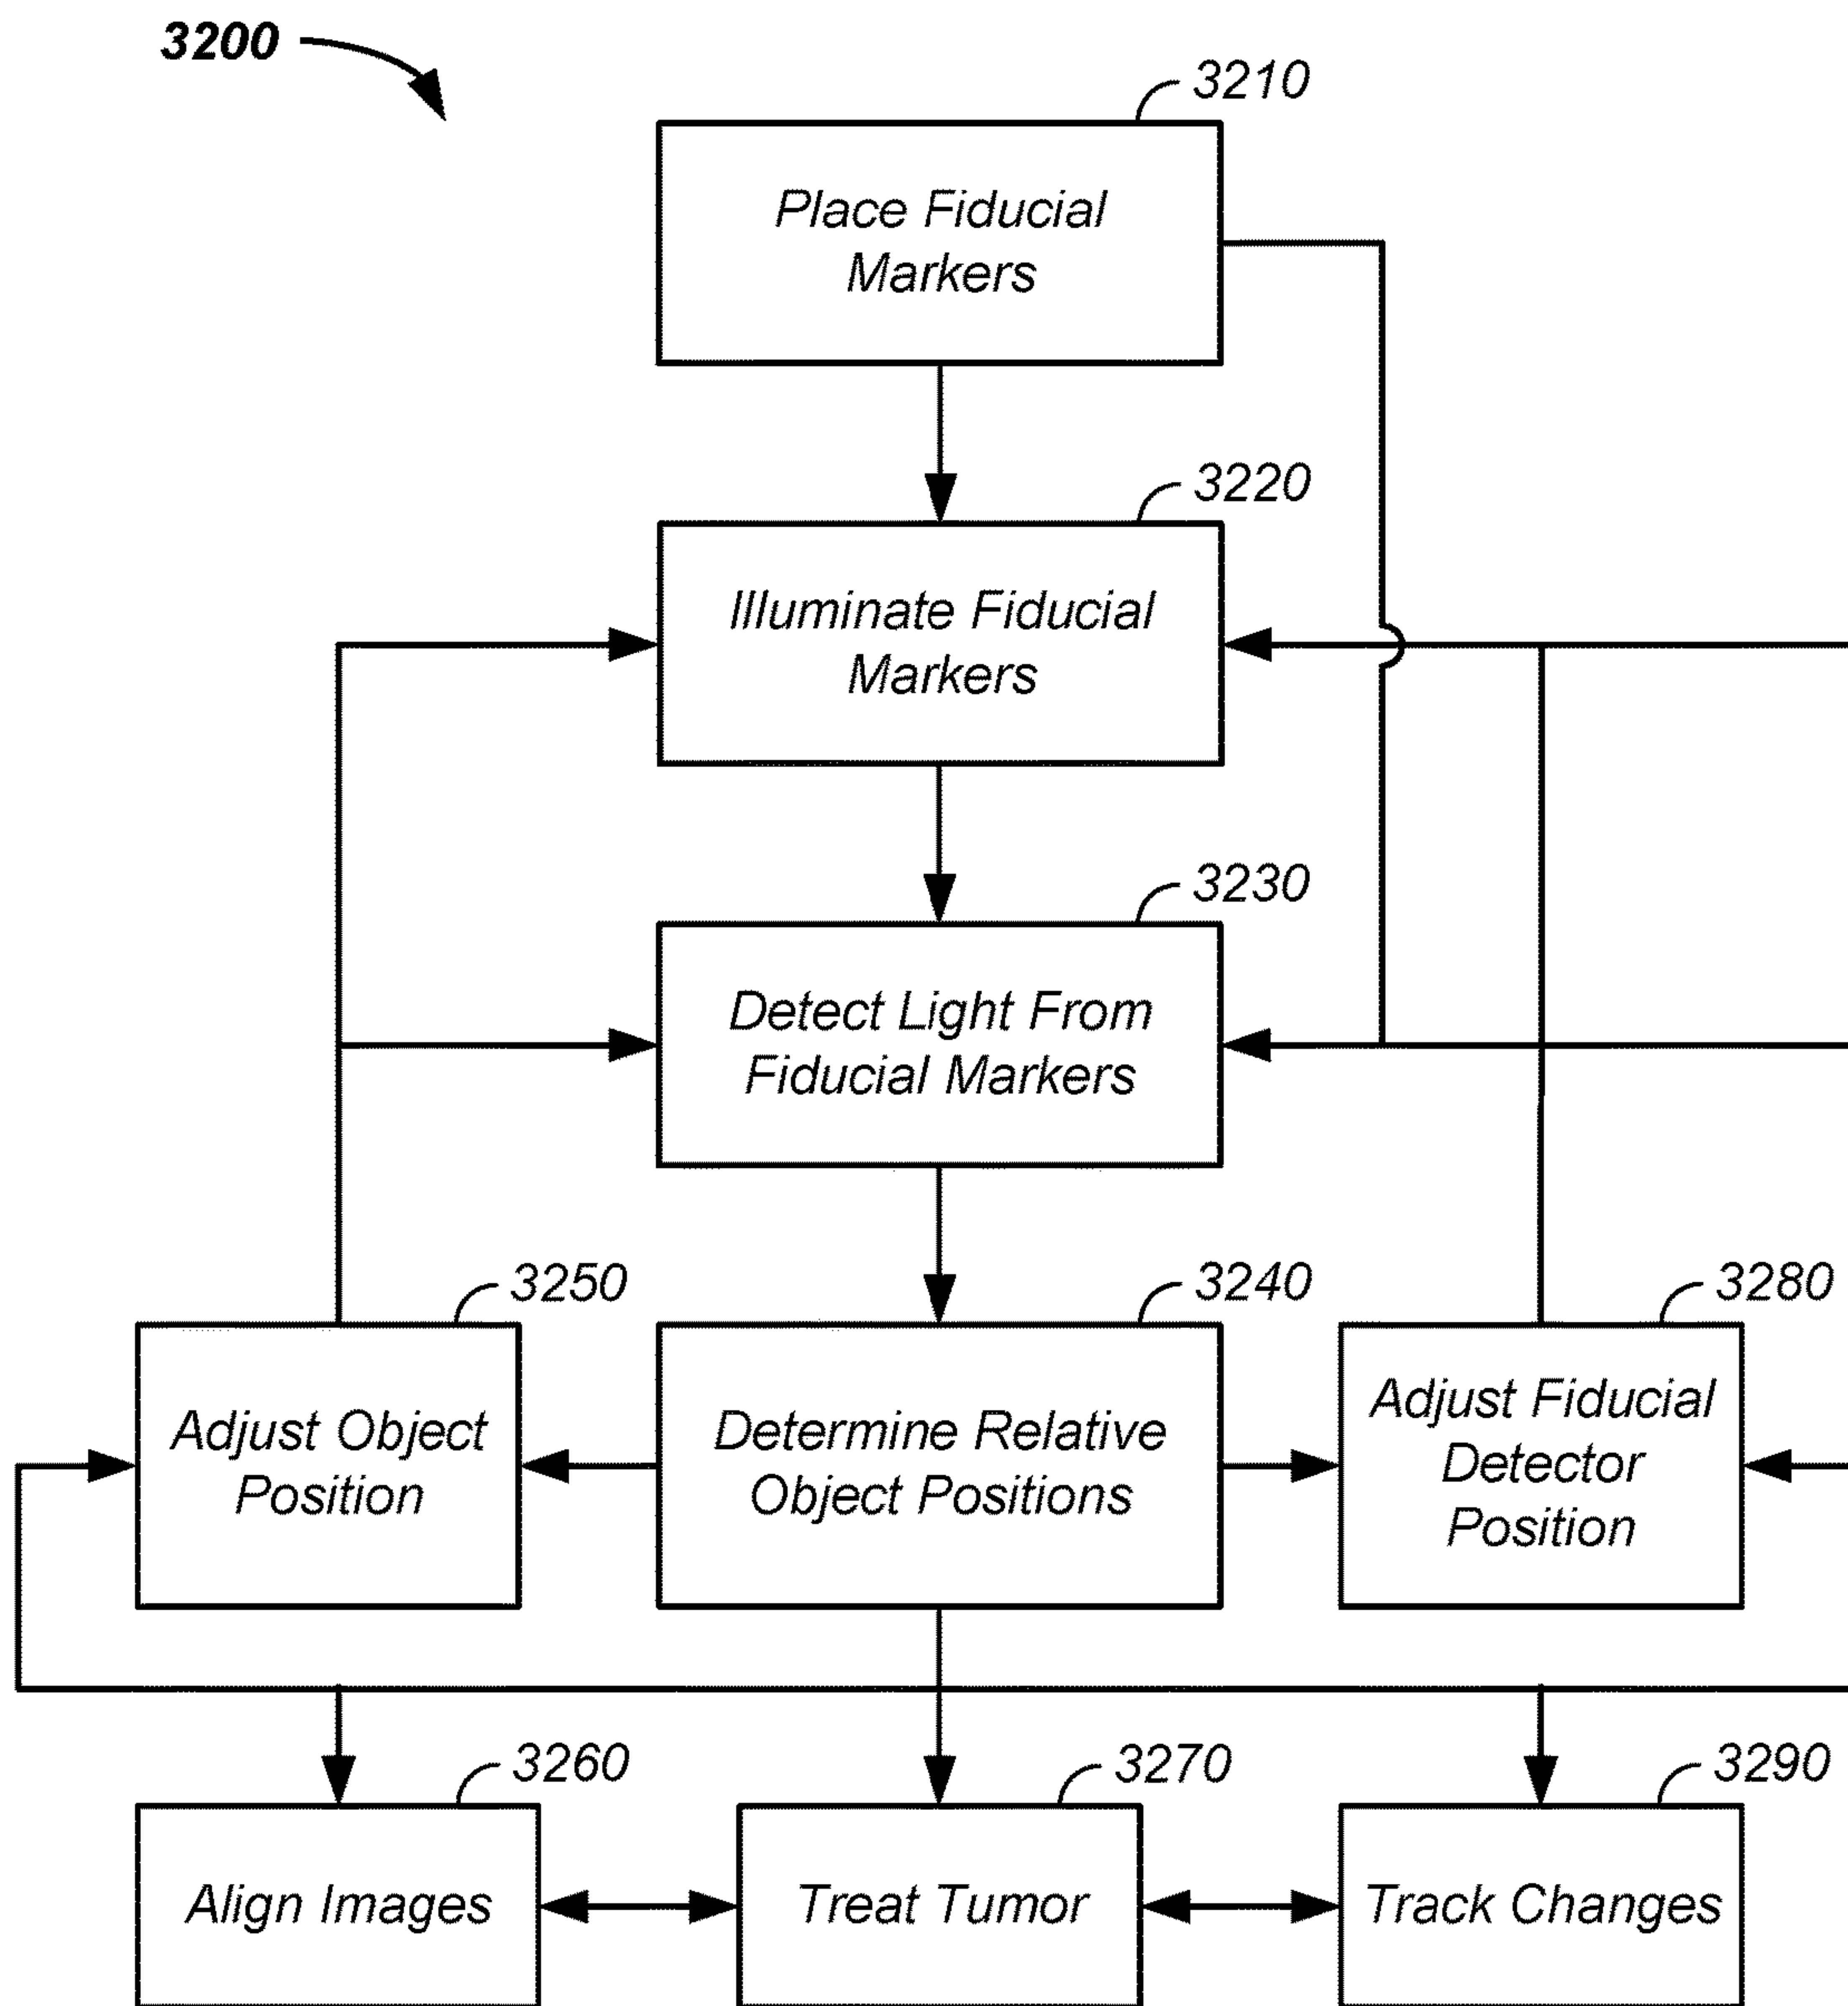 3200
3210
Place Fiducial
Markers
3220
Illuminate Fiducial
Markers
3230
Detect Light From
Fiducial Markers
3250
3240
3280
Adjust Object
Position
Determine Relative
Object Positions
Adjust Fiducial
Detector
Position
3260
3270
3290
Align Images
Treat Tumor
Track Changes